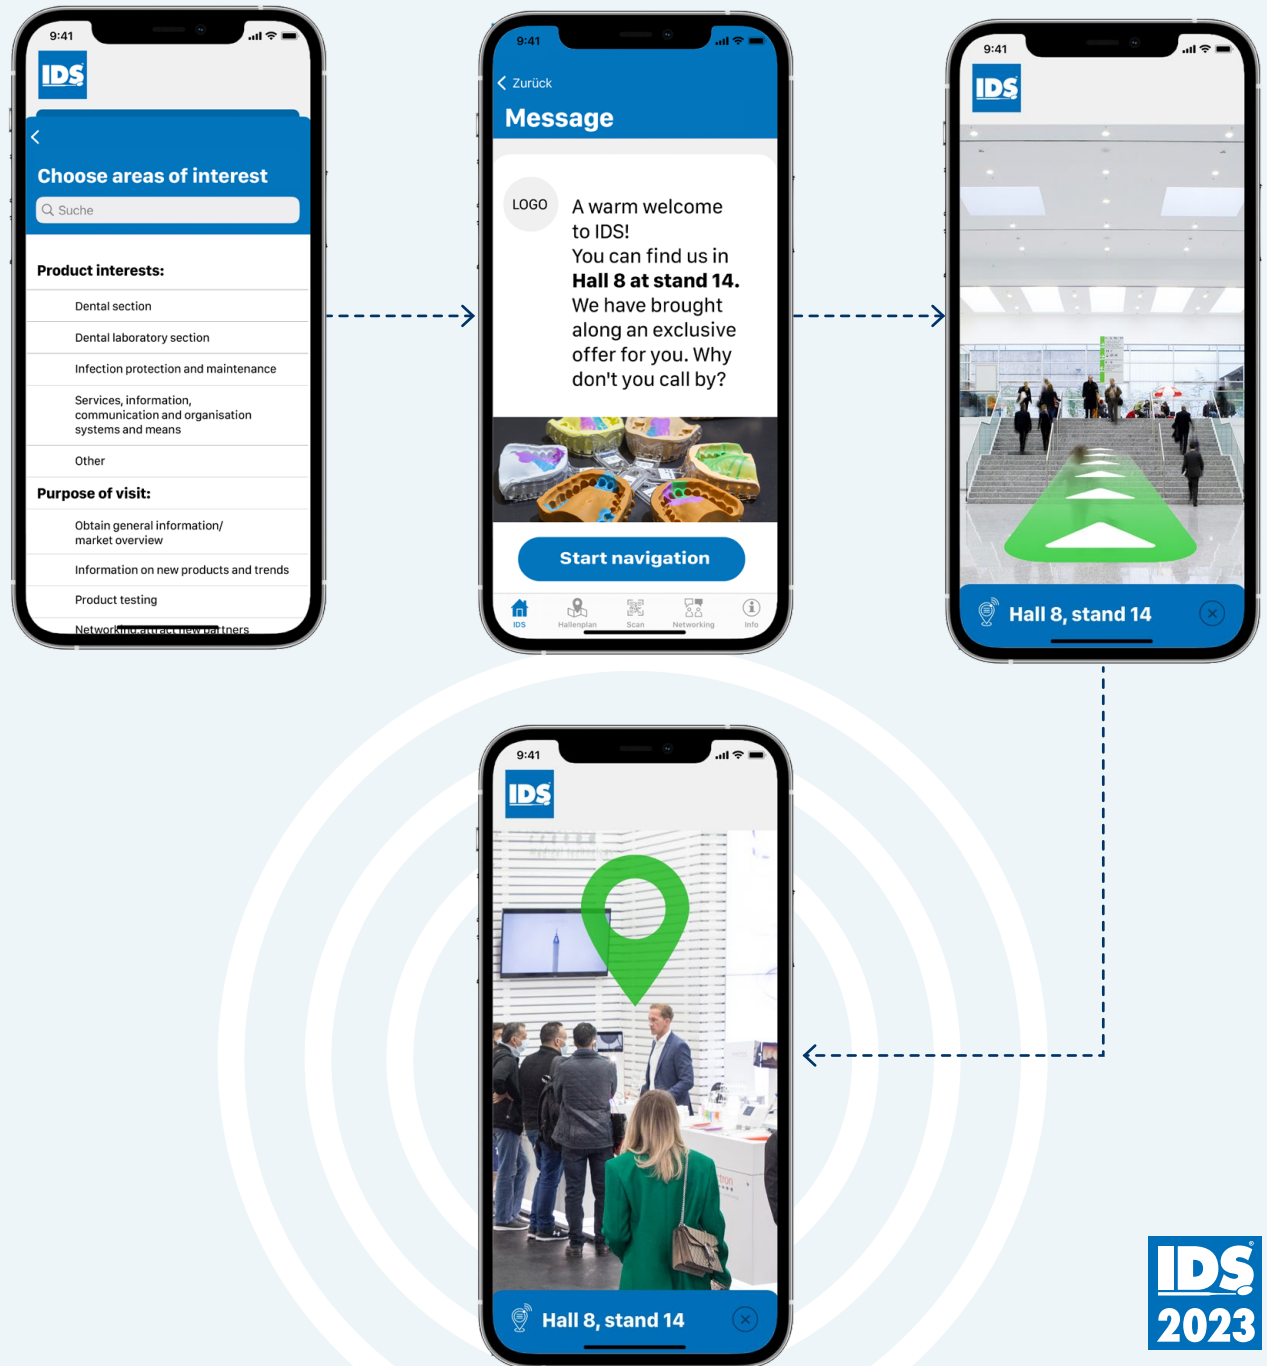 9:41
IDS
Choose areas of interest
Suche
Product interests:
Dental section
Dental laboratory section
Infection protection and maintenance
Services, information,
communication and organisation
systems and means
Other
Purpose of visit:
Obtain general information/
market overview
Information on new products and trends
Product testing
9:41
Zurück
Message
LOGO
A warm welcome
to IDS!
You can find us in
Hall 8 at stand 14.
We have brought
along an exclusive
offer for you. Why
don't you call by?
Start navigation
IDS
Hallenplan
Scan
Networking
Info
9:41
IDS
Hall 8, stand 14
9:41
IDS
Hall 8, stand 14
IDS®
2023